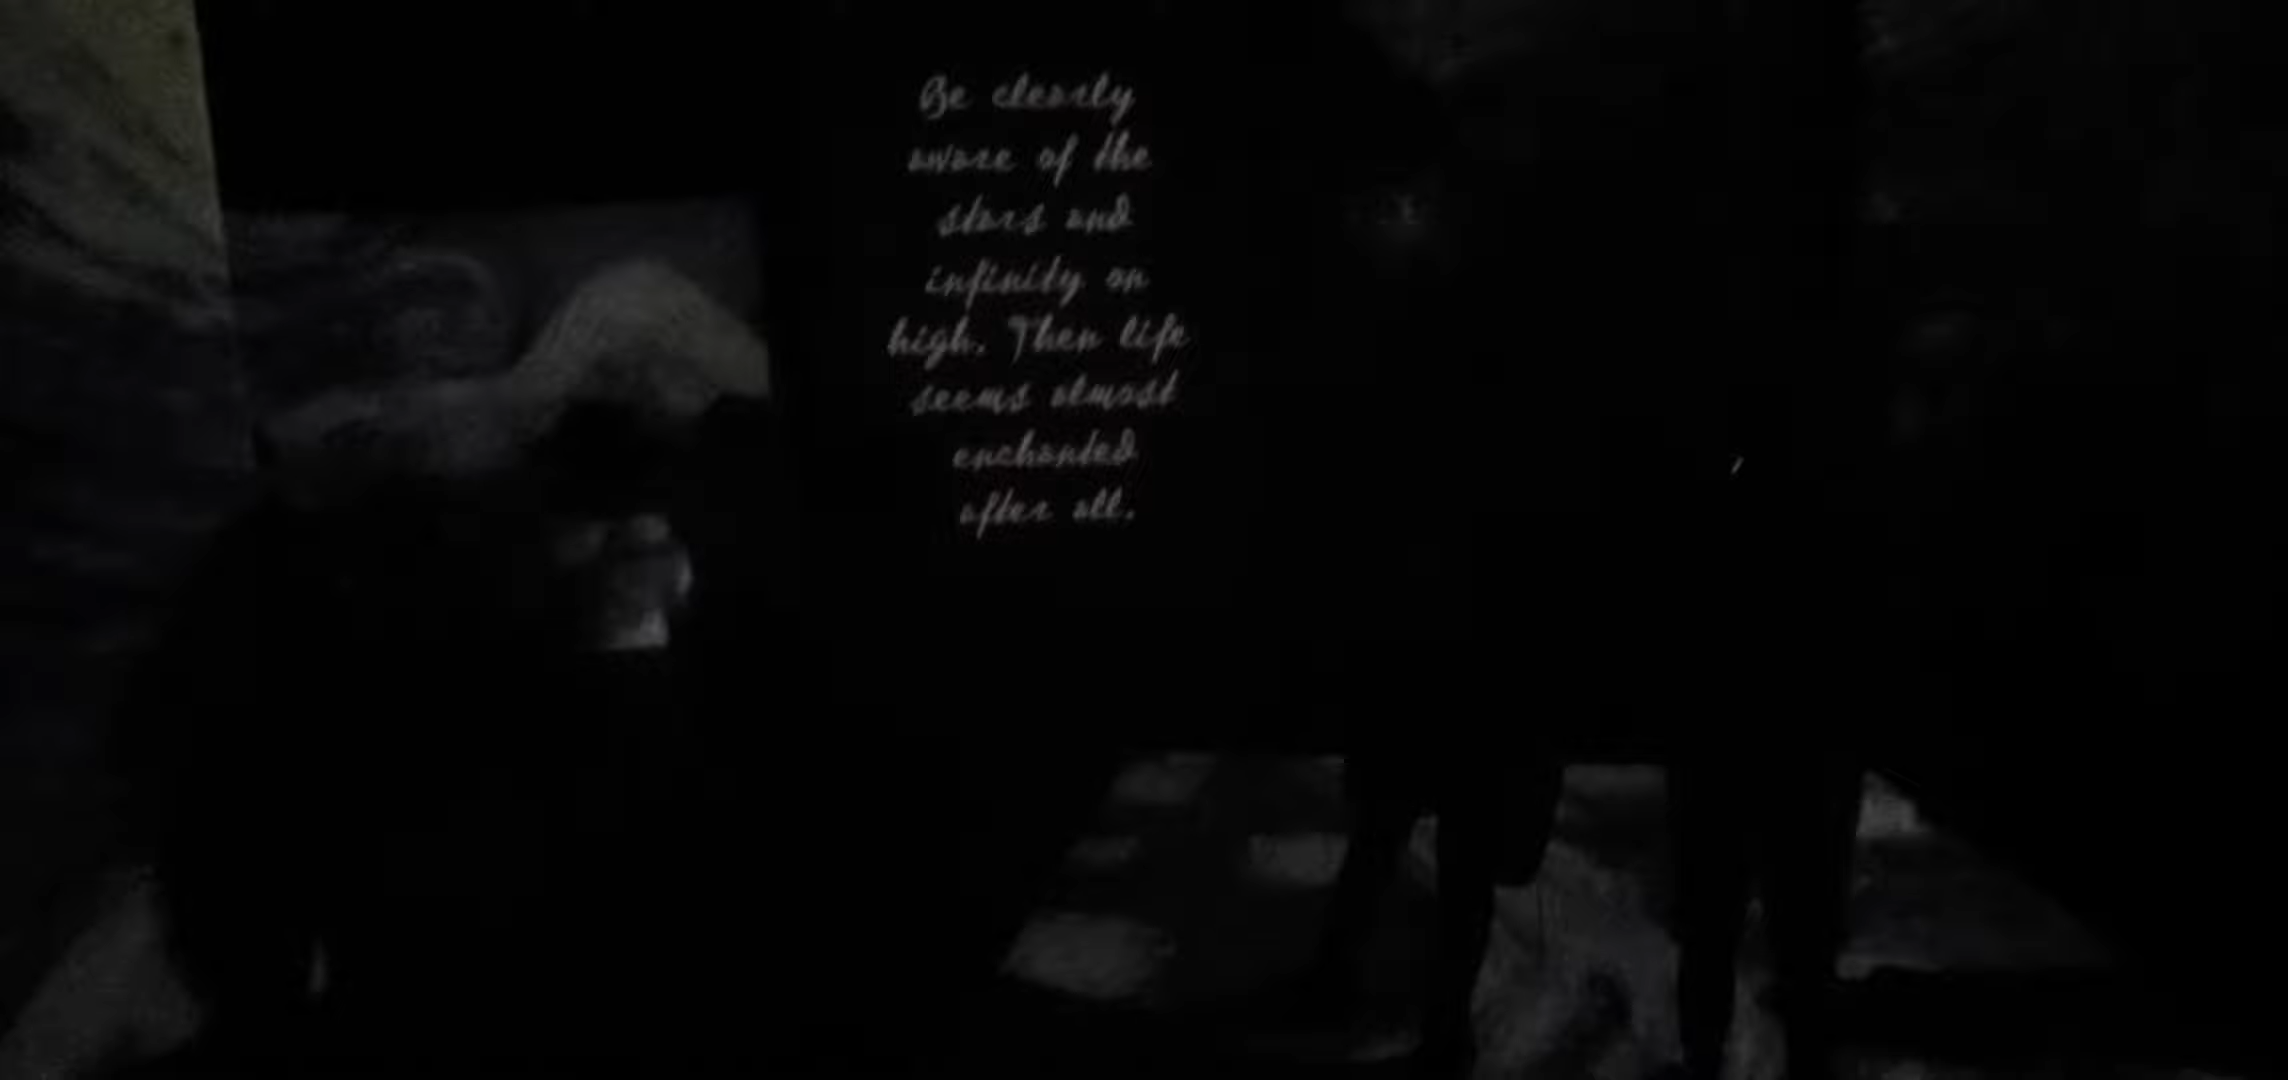 Be clearly
aware of the
stars and
infinity on
high. Then life
seems almost
enchanted
after all.